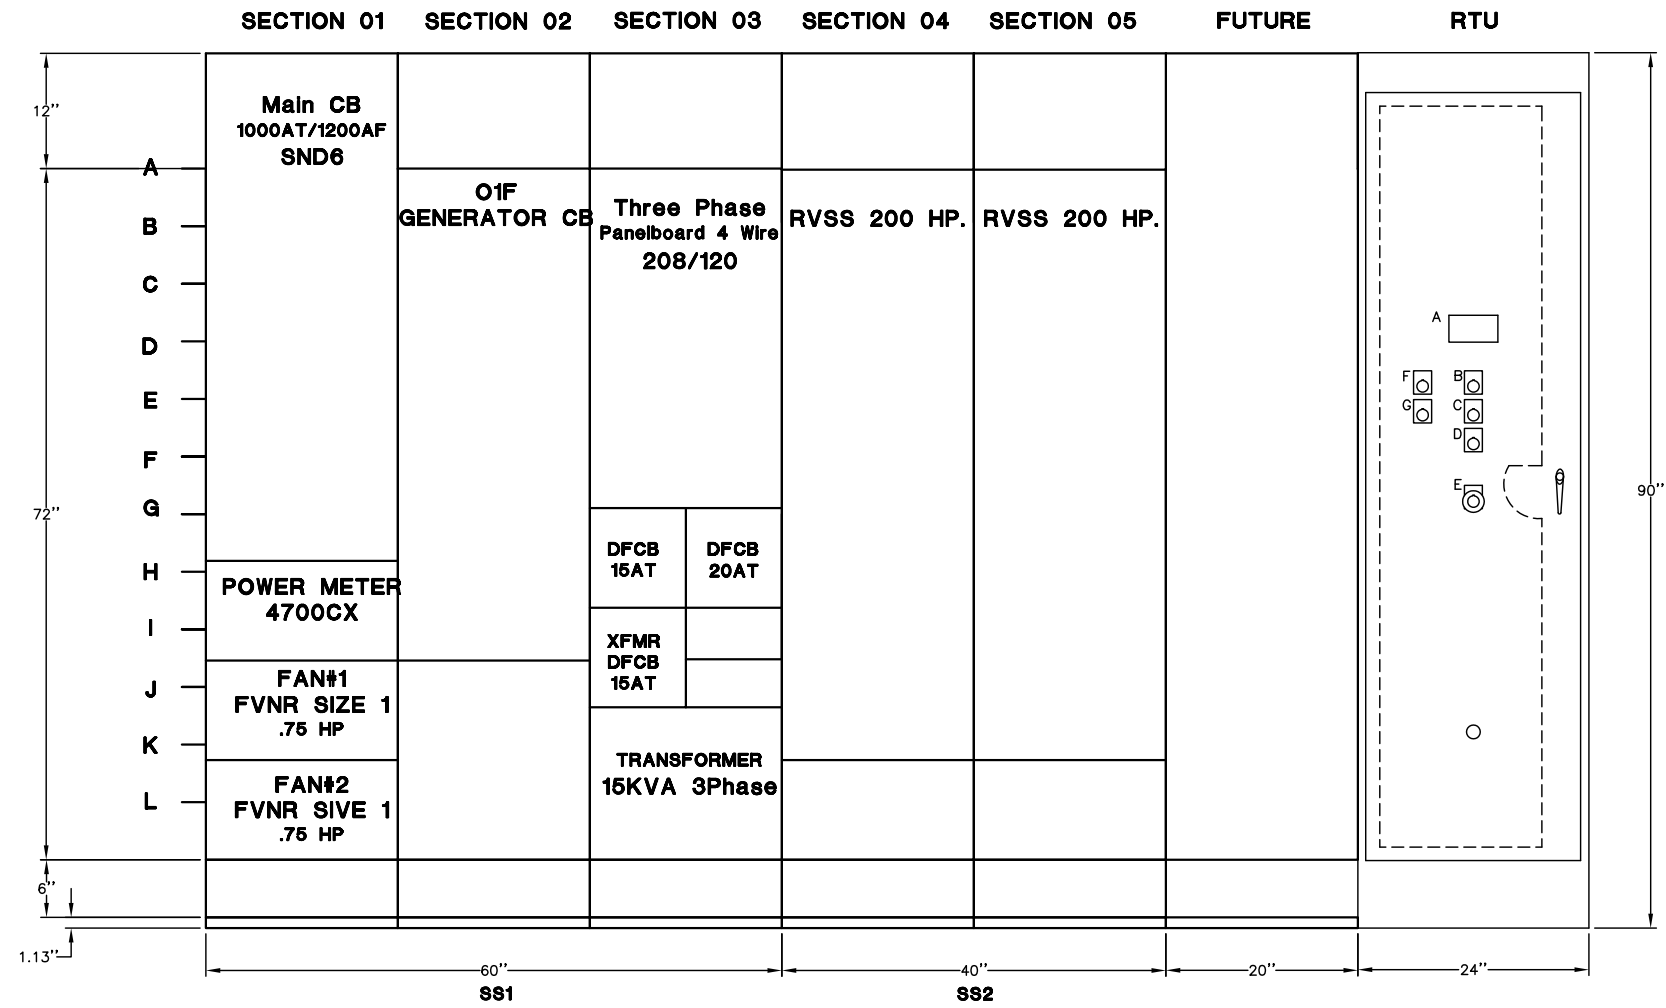 SECTION 01 SECTION 02 SECTION 03 SECTION 04 SECTION 05 FUTURE RTU
12”
72”
6”
1.13”
A
B
C
D
E
F
G
H
I
J
K
L
Main CB
1000AT/1200AF
SND6
POWER METER
4700CX
FAN#1
FVNR SIZE 1
.75 HP
FAN#2
FVNR SIVE 1
.75 HP
01F
GENERATOR CB
Three Phase
Panelboard 4 Wire
208/120
DFCB
15AT
DFCB
20AT
XFMR
DFCB
15AT
TRANSFORMER
15KVA 3Phase
RVSS 200 HP.
RVSS 200 HP.
A
F
B
G
C
D
E
90”
60” 40” 20” 24”
SS1 SS2